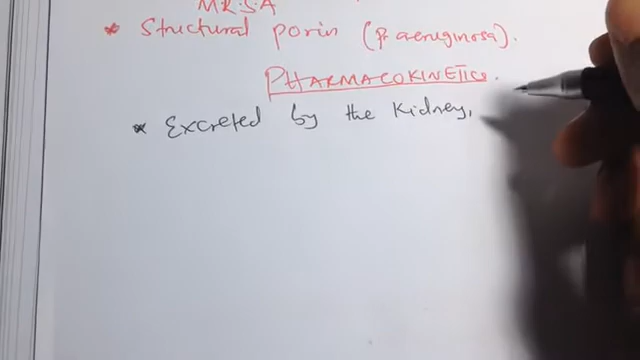 MRSA
* Structural porin (P. aeruginosa).
PHARMACOKINETICS.
* Excreted by the Kidney,